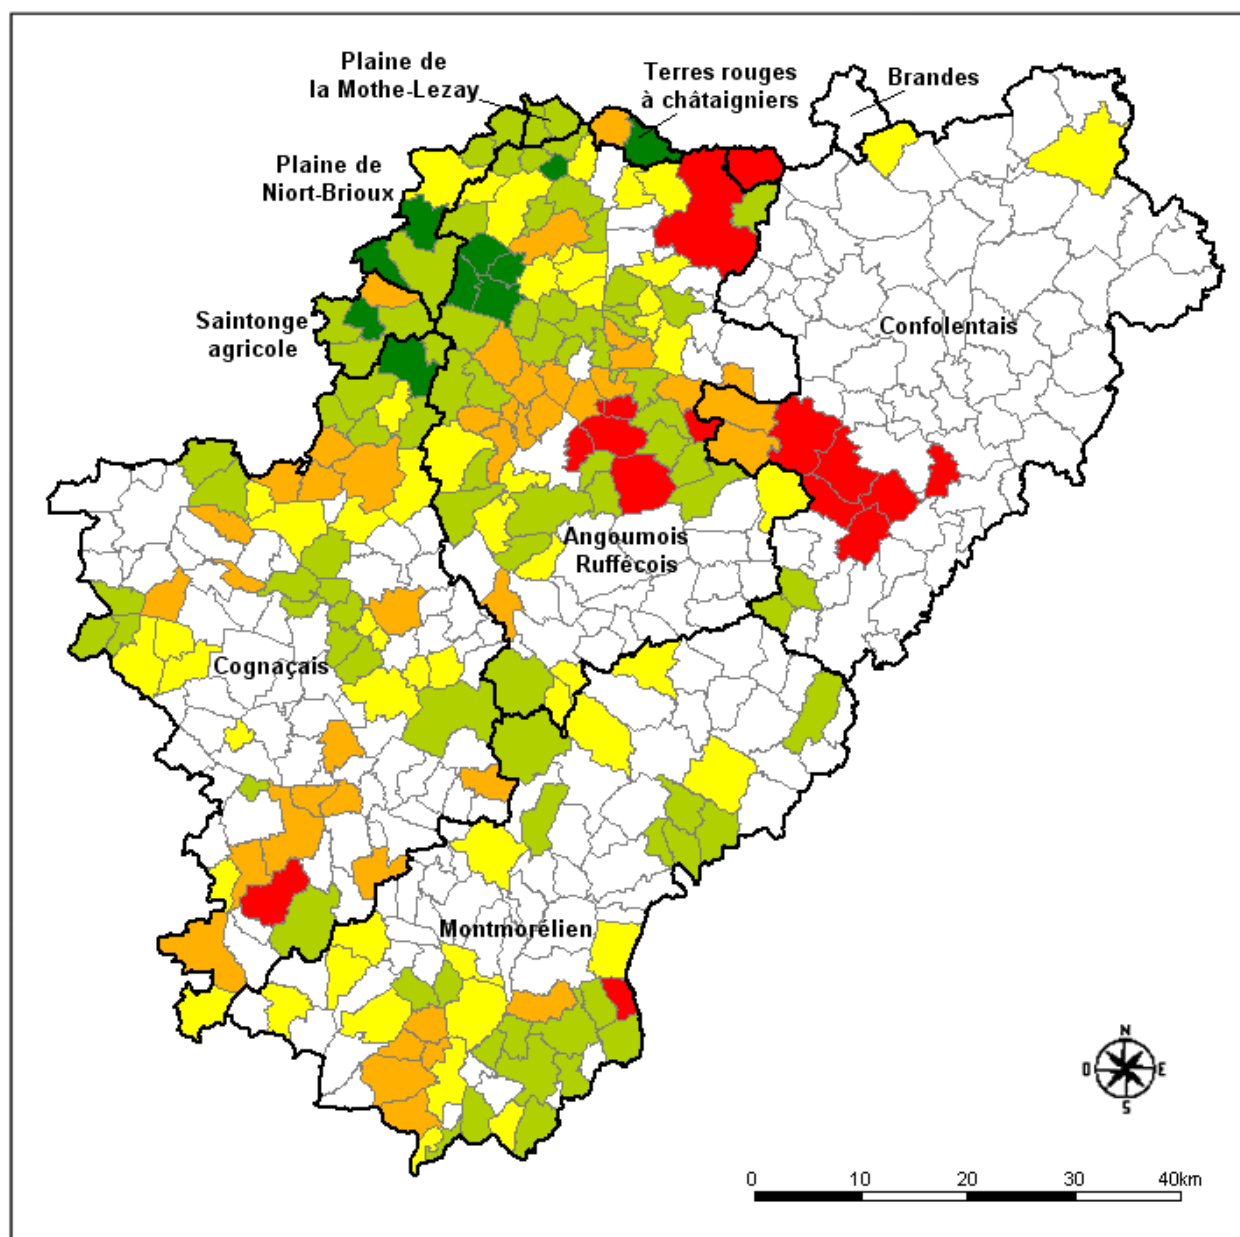 Plaine de
la Mothe-Lezay
Terres rouges
à châtaigniers
Brandes
Plaine de
Niort-Brioux
Saintonge
agricole
Confolentais
Angoumois
Ruffécois
Cognaçais
Montmorélien
N
O E
S
0 10 20 30 40km